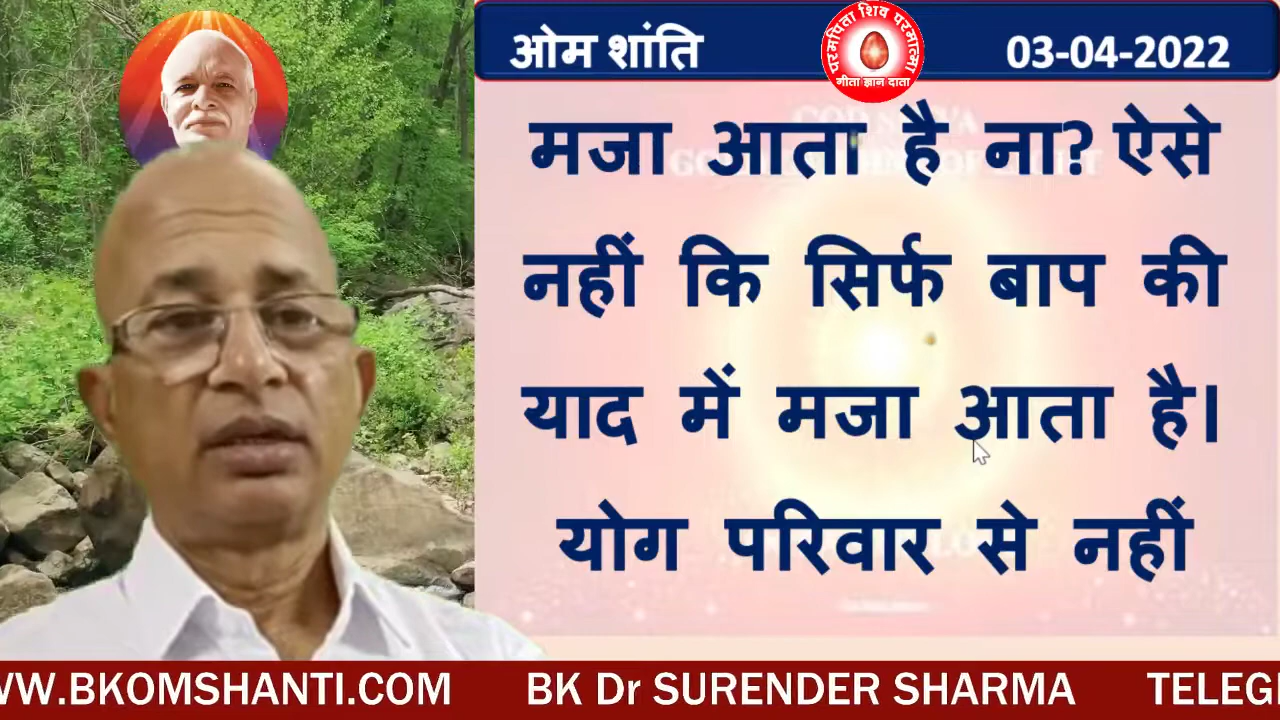 ओम शांति
परमपिता शिव परमात्मा
गीता ज्ञान दाता
03-04-2022
मजा आता है ना? ऐसे
नहीं कि सिर्फ बाप की
याद में मजा आता है।
योग परिवार से नहीं
WWW.BKOMSHANTI.COM BK Dr SURENDER SHARMA TELEG